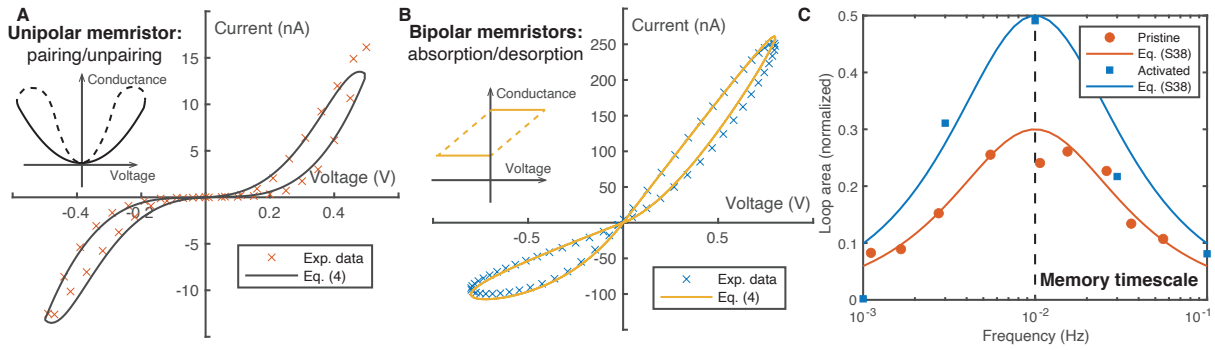 A
Unipolar memristor:
pairing/unpairing
Conductance
Voltage
Current (nA)
15
10
5
-5
-10
-0.4
-0.2
0.2
0.4
Voltage (V)
Exp. data
Eq. (4)
B
Bipolar memristors:
absorption/desorption
Conductance
Voltage
Current (nA)
250
200
150
100
50
-50
-100
-0.5
0.5
Voltage (V)
Exp. data
Eq. (4)
C
Loop area (normalized)
0.5
0.4
0.3
0.2
0.1
0
10-3
10-2
10-1
Frequency (Hz)
Pristine
Eq. (S38)
Activated
Eq. (S38)
Memory timescale